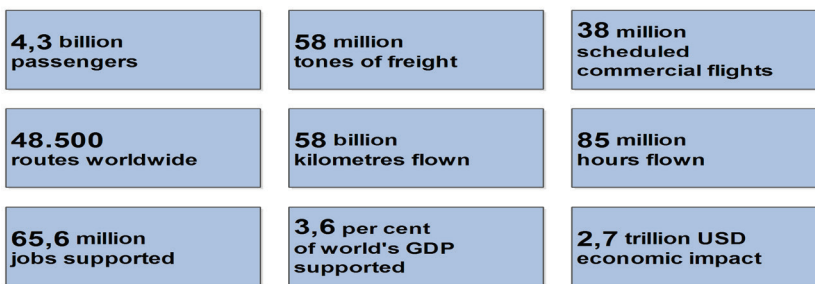 4,3 billion
passengers
58 million
tones of freight
38 million
scheduled
commercial flights
48.500
routes worldwide
58 billion
kilometres flown
85 million
hours flown
65,6 million
jobs supported
3,6 per cent
of world's GDP
supported
2,7 trillion USD
economic impact